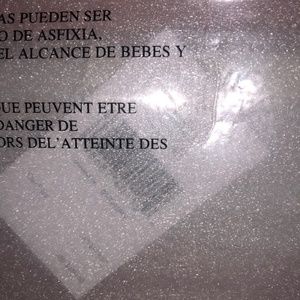 AS PUEDEN SER
O DE ASFIXIA,
EL ALCANCE DE BEBES Y
QUE PEUVENT ETRE
DANGER DE
ORS DEL'ATTEINTE DES